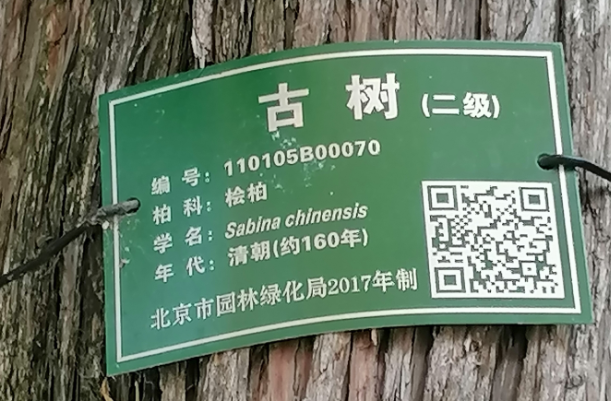 古树(二级)
编号:110105B00070
柏科:桧柏
学名:Sabina chinensis
年代:清朝(约160年)
北京市园林绿化局2017年制